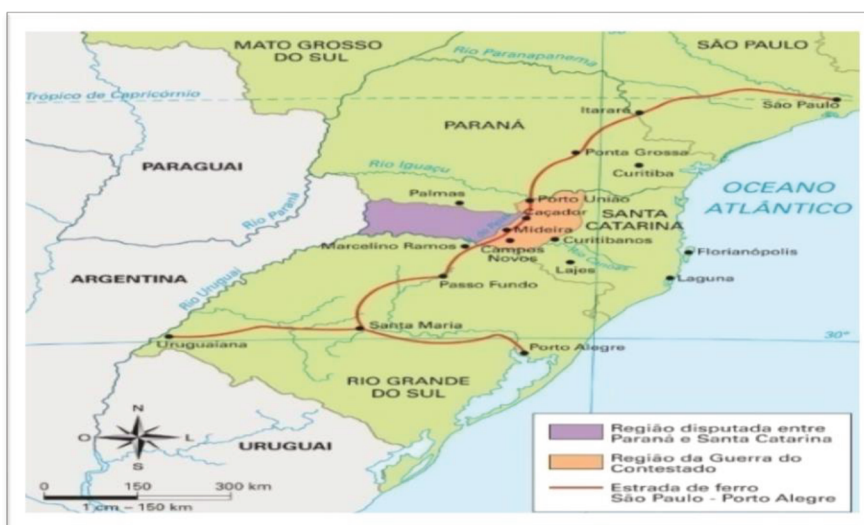 MATO GROSSO
DO SUL
SÃO PAULO
Rio Paranapanema
Trópico de Capricórnio
São Paulo
Itararé
PARANÁ
PARAGUAI
Ponta Grossa
Curitiba
Rio Iguaçu
Palmas
Rio Paraná
Porto União
Caçador
SANTA
CATARINA
OCEANO
ATLÂNTICO
Mideira
Marcelino Ramos
Campos
Novos
Curitibanos
Florianópolis
ARGENTINA
Rio Uruguai
Lajes
Passo Fundo
Laguna
Santa Maria
Uruguaiana
Porto Alegre
30°
RIO GRANDE
DO SUL
N
O
L
S
URUGUAI
0 150 300 km
1 cm – 150 km
Região disputada entre
Paraná e Santa Catarina
Região da Guerra do
Contestado
Estrada de ferro
São Paulo - Porto Alegre